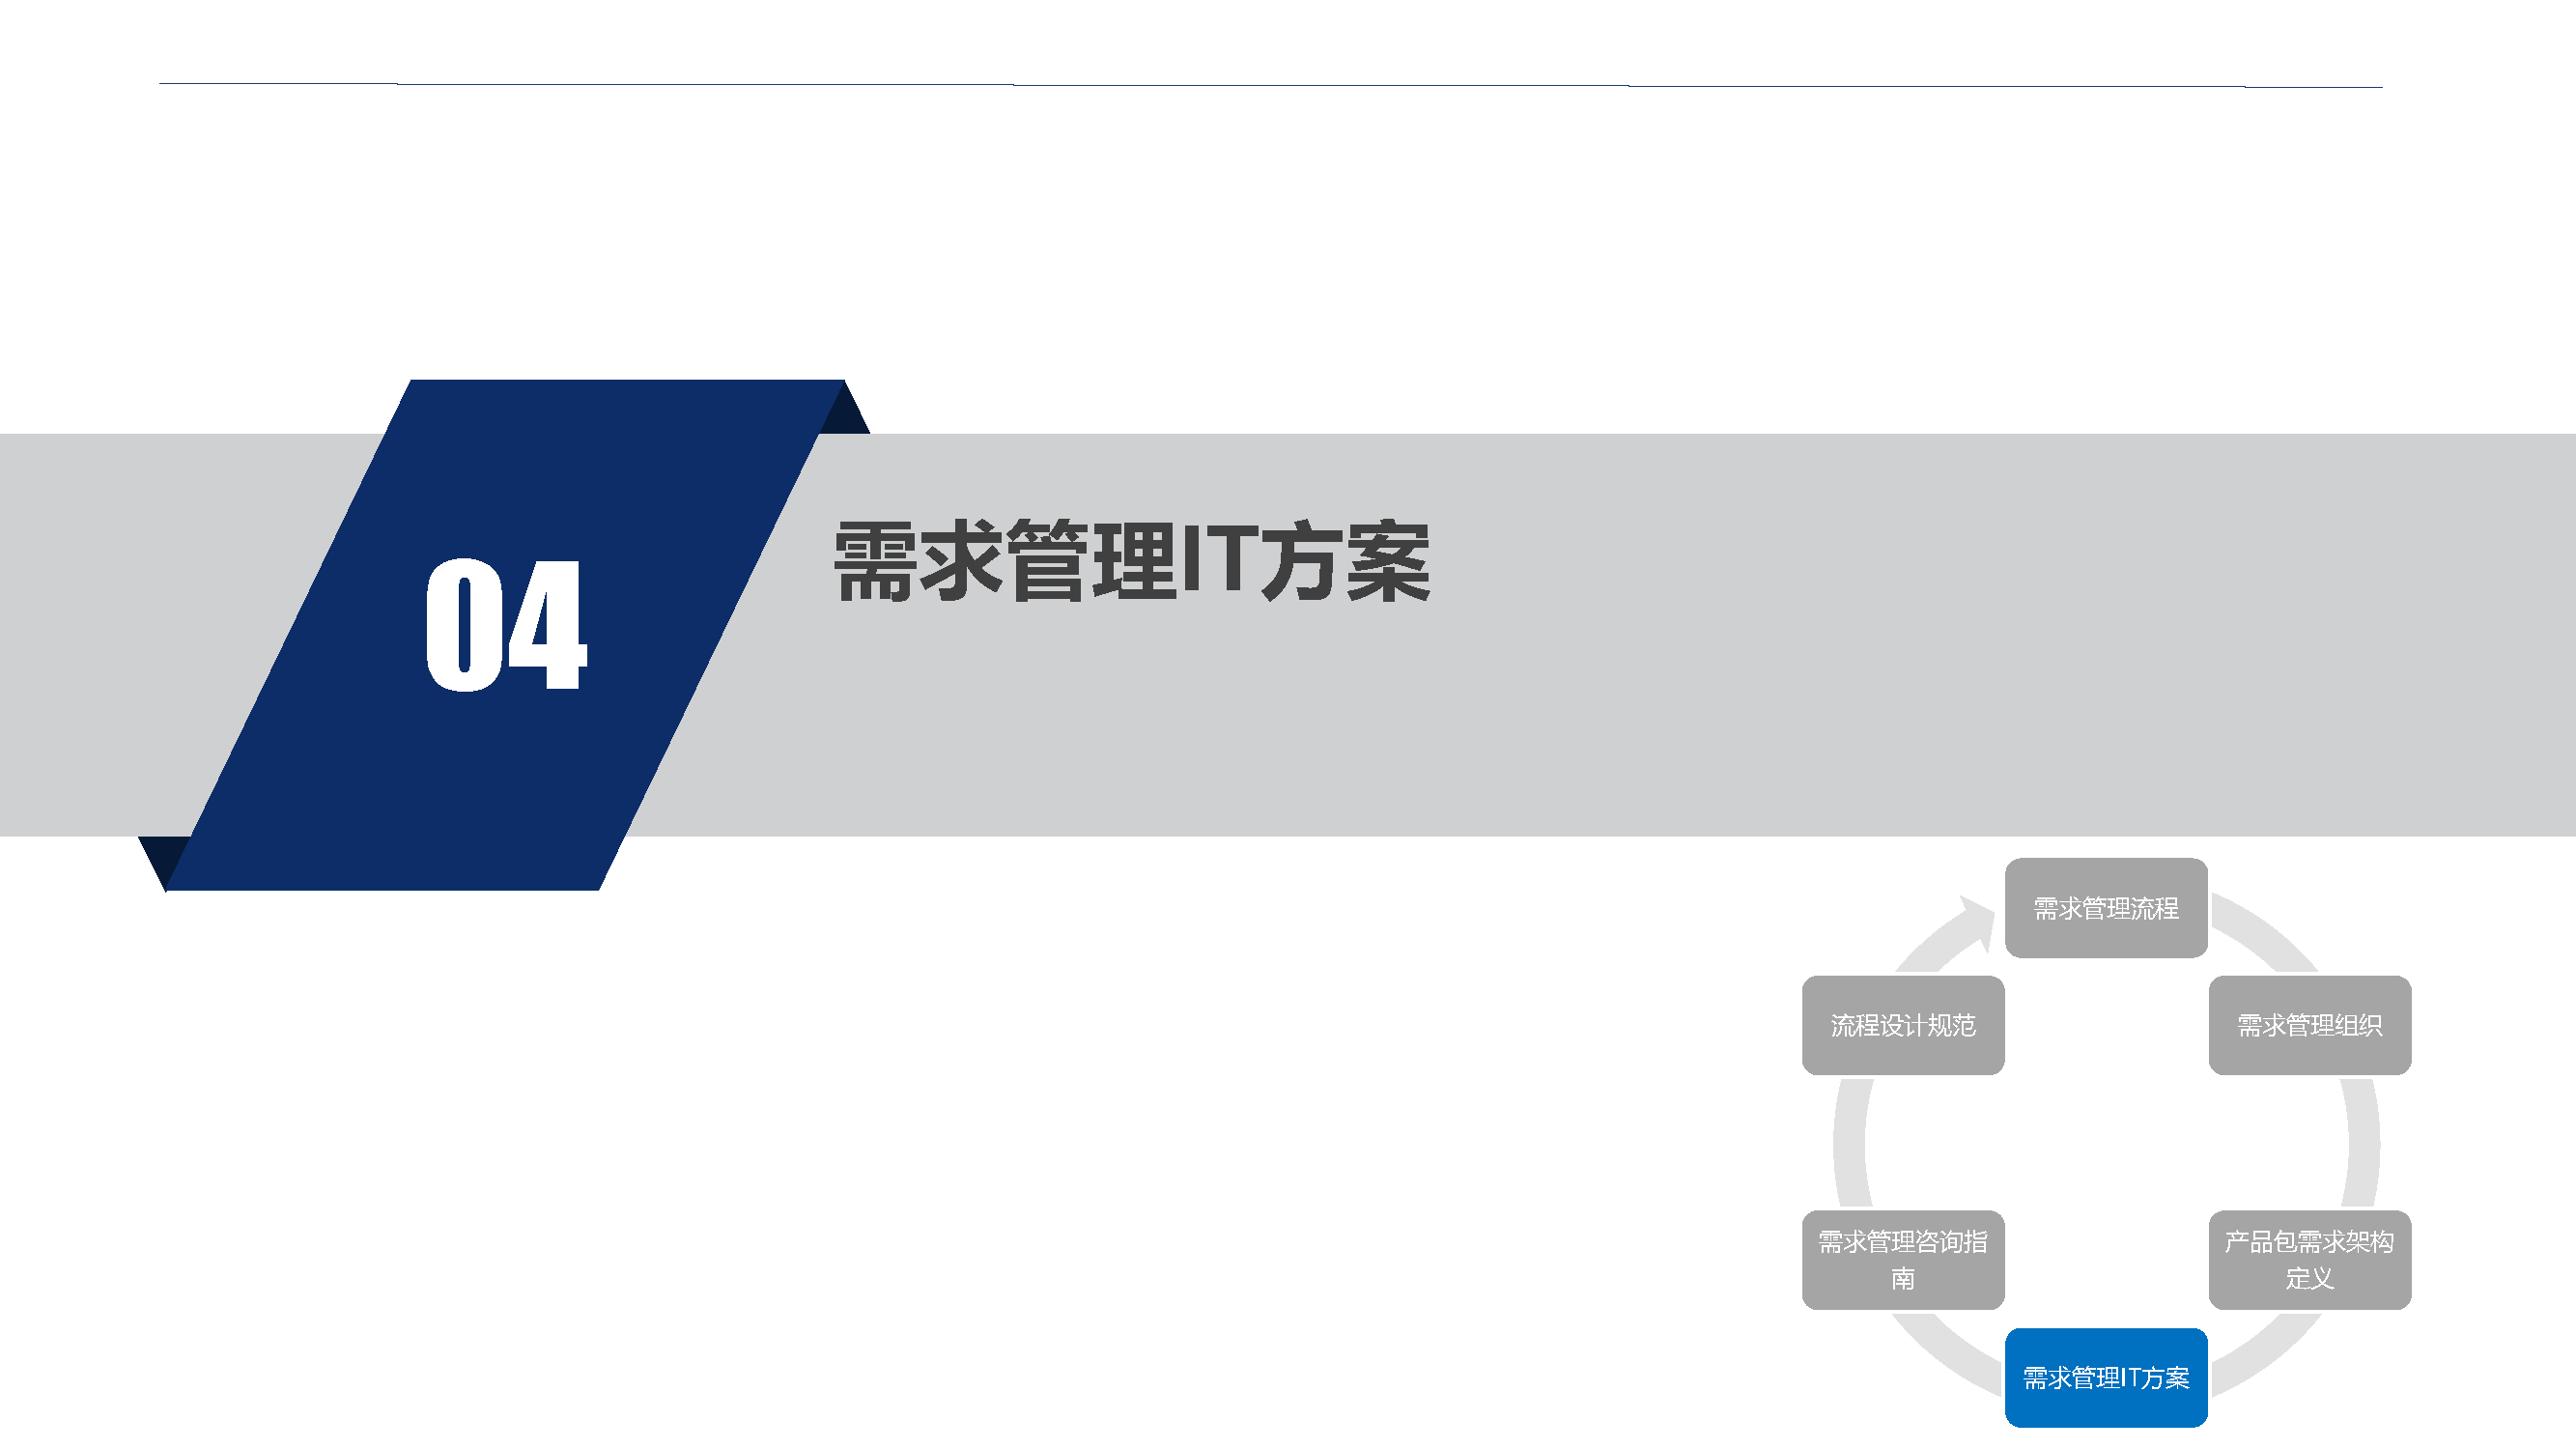 04
需求管理IT方案
需求管理流程
流程设计规范
需求管理组织
需求管理咨询指
南
产品包需求架构
定义
需求管理IT方案